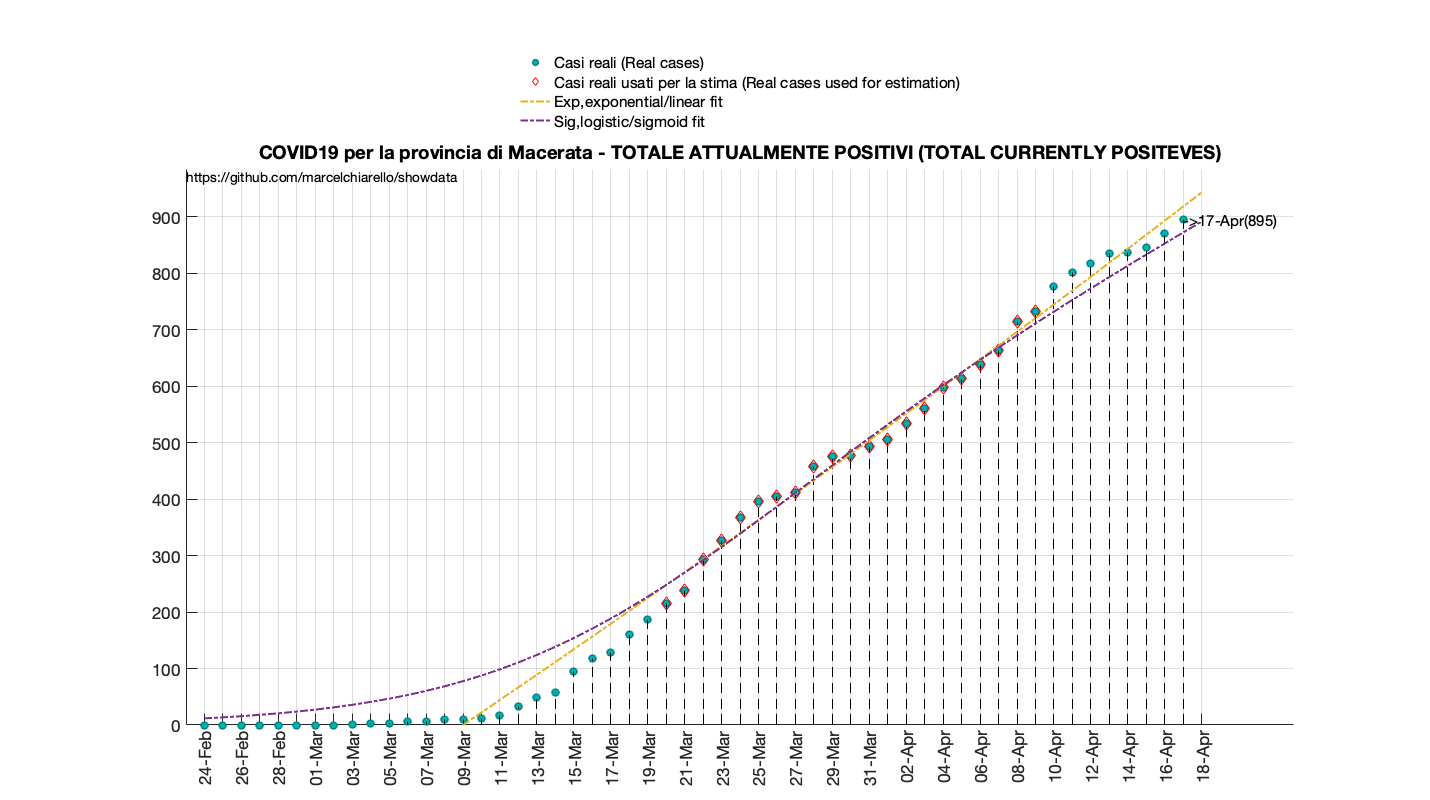 Casi reali (Real cases)
Casi reali usati per la stima (Real cases used for estimation)
Exp,exponential/linear fit
Sig,logistic/sigmoid fit
COVID19 per la provincia di Macerata - TOTALE ATTUALMENTE POSITIVI (TOTAL CURRENTLY POSITEVES)
https://github.com/marcelchiarello/showdata
900
->17-Apr(895)
800
700
600
500
400
300
200
100
0
24-Feb
26-Feb
28-Feb
01-Mar
03-Mar
05-Mar
07-Mar
09-Mar
11-Mar
13-Mar
15-Mar
17-Mar
19-Mar
21-Mar
23-Mar
25-Mar
27-Mar
29-Mar
31-Mar
02-Apr
04-Apr
06-Apr
08-Apr
10-Apr
12-Apr
14-Apr
16-Apr
18-Apr